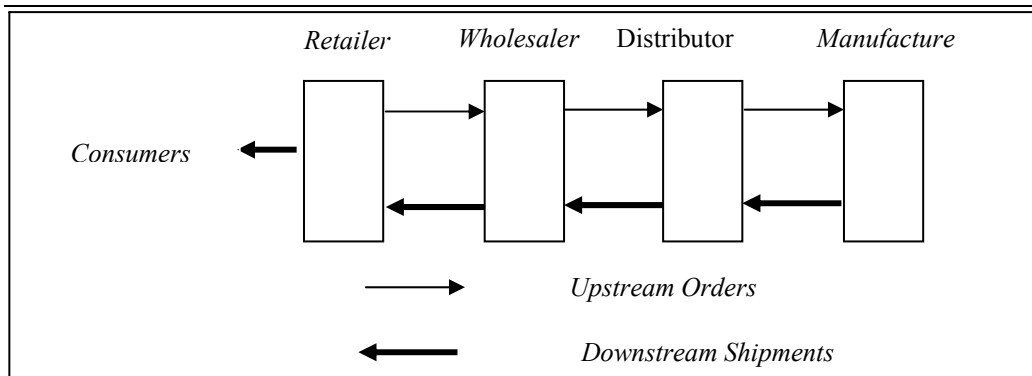 Retailer Wholesaler Distributor Manufacture
Consumers
Upstream Orders
Downstream Shipments